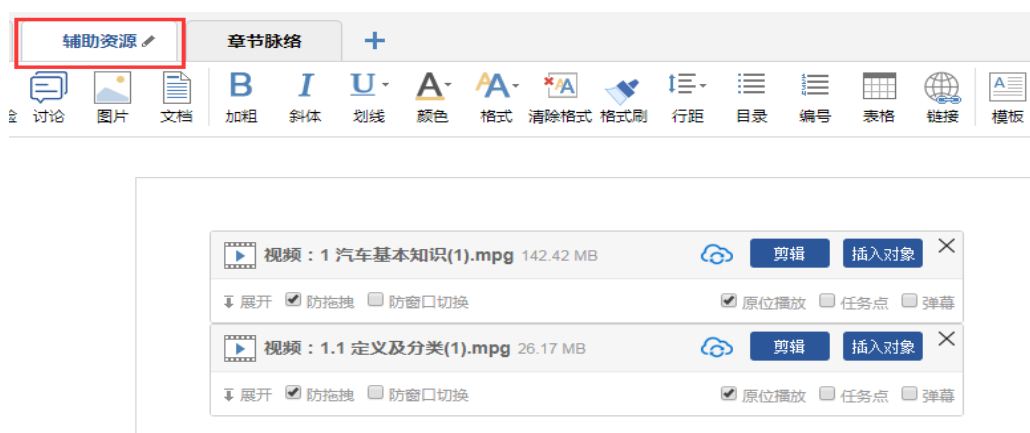 辅助资源 章节脉络 +
讨论 图片 文档 加粗 斜体 划线 颜色 格式 清除格式 格式刷 行距 目录 编号 表格 链接 模板
视频：1 汽车基本知识(1).mpg 142.42 MB 剪辑 插入对象
展开 防拖拽 防窗口切换 原位播放 任务点 弹幕
视频：1.1 定义及分类(1).mpg 26.17 MB 剪辑 插入对象
展开 防拖拽 防窗口切换 原位播放 任务点 弹幕